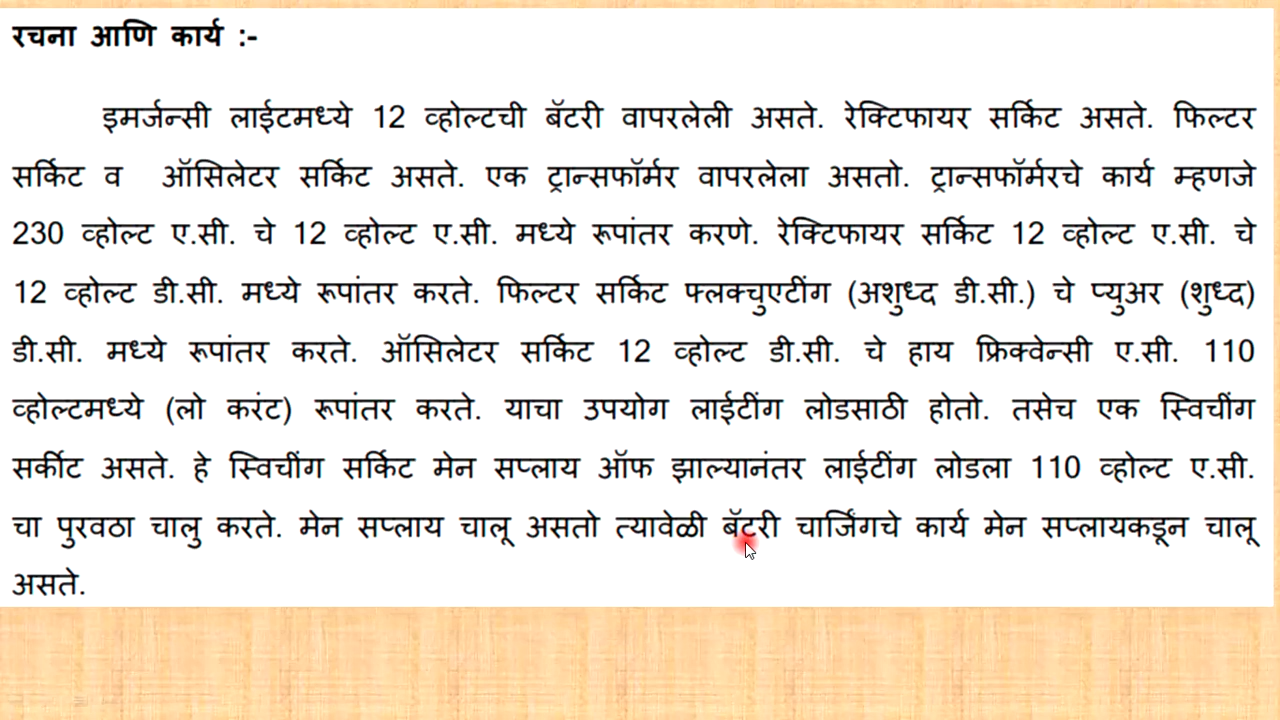 रचना आणि कार्य :-
इमर्जन्सी लाईटमध्ये 12 व्होल्टची बॅटरी वापरलेली असते. रेक्टिफायर सर्किट असते. फिल्टर
सर्किट व ऑसिलेटर सर्किट असते. एक ट्रान्सफॉर्मर वापरलेला असतो. ट्रान्सफॉर्मरचे कार्य म्हणजे
230 व्होल्ट ए.सी. चे 12 व्होल्ट ए.सी. मध्ये रूपांतर करणे. रेक्टिफायर सर्किट 12 व्होल्ट ए.सी. चे
12 व्होल्ट डी.सी. मध्ये रूपांतर करते. फिल्टर सर्किट फ्लक्चुएटींग (अशुध्द डी.सी.) चे प्युअर (शुध्द)
डी.सी. मध्ये रूपांतर करते. ऑसिलेटर सर्किट 12 व्होल्ट डी.सी. चे हाय फ्रिक्वेन्सी ए.सी. 110
व्होल्टमध्ये (लो करंट) रूपांतर करते. याचा उपयोग लाईटींग लोडसाठी होतो. तसेच एक स्विचींग
सर्कीट असते. हे स्विचींग सर्किट मेन सप्लाय ऑफ झाल्यानंतर लाईटींग लोडला 110 व्होल्ट ए.सी.
चा पुरवठा चालु करते. मेन सप्लाय चालू असतो त्यावेळी बॅटरी चार्जिंगचे कार्य मेन सप्लायकडून चालू
असते.